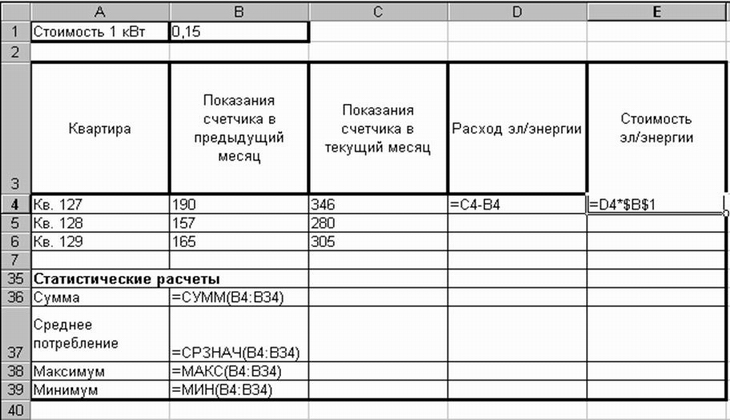 A B C D E
1 Стоимость 1 кВт 0,15
2
Показания
счетчика в
предыдущий
месяц
Показания
счетчика в
текущий месяц
Стоимость
эл/энергии
3 Квартира Расход эл/энергии
4 Кв. 127 190 346 =C4-B4 =D4*$B$1
5 Кв. 128 157 280
6 Кв. 129 165 305
7
35 Статистические расчеты
36 Сумма =СУММ(B4:B34)
Среднее
потребление
37 =СРЗНАЧ(B4:B34)
38 Максимум =МАКС(B4:B34)
39 Минимум =МИН(B4:B34)
40